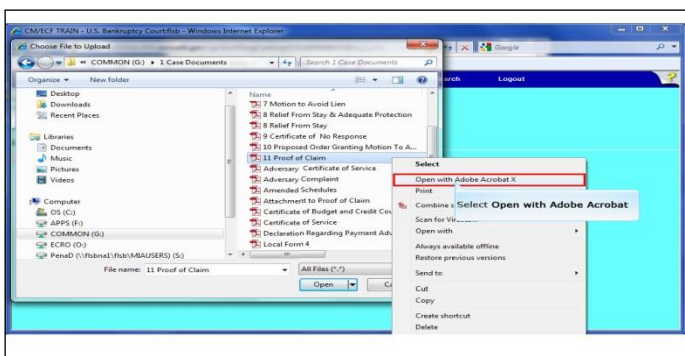 CM/ECF TRAIN - U.S. Bankruptcy Court:flsb - Windows Internet Explorer
Choose File to Upload
COMMON (G:) ▸ 1 Case Documents
Search 1 Case Documents
Google
Organize
New folder
Logout
Desktop
Downloads
Recent Places
Libraries
Documents
Music
Pictures
Videos
Computer
OS (C:)
APPS (F:)
COMMON (G:)
ECRO (O:)
PenaD (\\flsbna1\flsb\MIAUSERS) (S:)
Name
7 Motion to Avoid Lien
8 Relief From Stay & Adequate Protection
8 Relief From Stay
9 Certificate of No Response
10 Proposed Order Granting Motion To A...
11 Proof of Claim
Adversary Certificate of Service
Adversary Complaint
Amended Schedules
Attachment to Proof of Claim
Certificate of Budget and Credit Cou
Certificate of Service
Declaration Regarding Payment Adv
Local Form 4
File name: 11 Proof of Claim
All Files (*.*)
Open
Select
Open with Adobe Acrobat X
Print
Combine s
Select Open with Adobe Acrobat
Scan for
Open with
Always available offline
Restore previous versions
Send to
Cut
Copy
Create shortcut
Delete